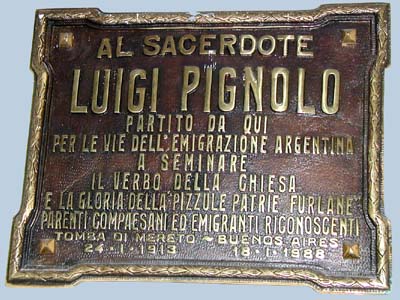 AL SACERDOTE
LUIGI PIGNOLO
PARTITO DA QUI
PER LE VIE DELL'EMIGRAZIONE ARGENTINA
A SEMINARE
IL VERBO DELLA CHIESA
E LA GLORIA DELLA "PIZZULE PATRIE FURLANE"
PARENTI COMPAESANI ED EMIGRANTI RICONOSCENTI
TOMBA DI MERETO ~ BUENOS AIRES
24·1·1913 18·1·1988